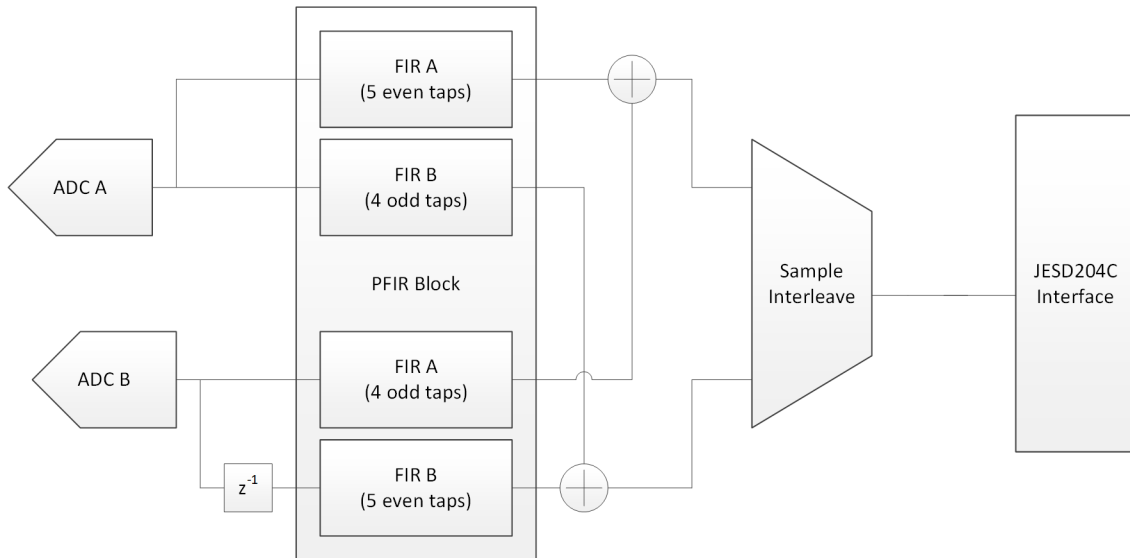 FIR A
(5 even taps)
ADC A
FIR B
(4 odd taps)
PFIR Block
Sample
Interleave
JESD204C
Interface
ADC B
FIR A
(4 odd taps)
z⁻¹
FIR B
(5 even taps)